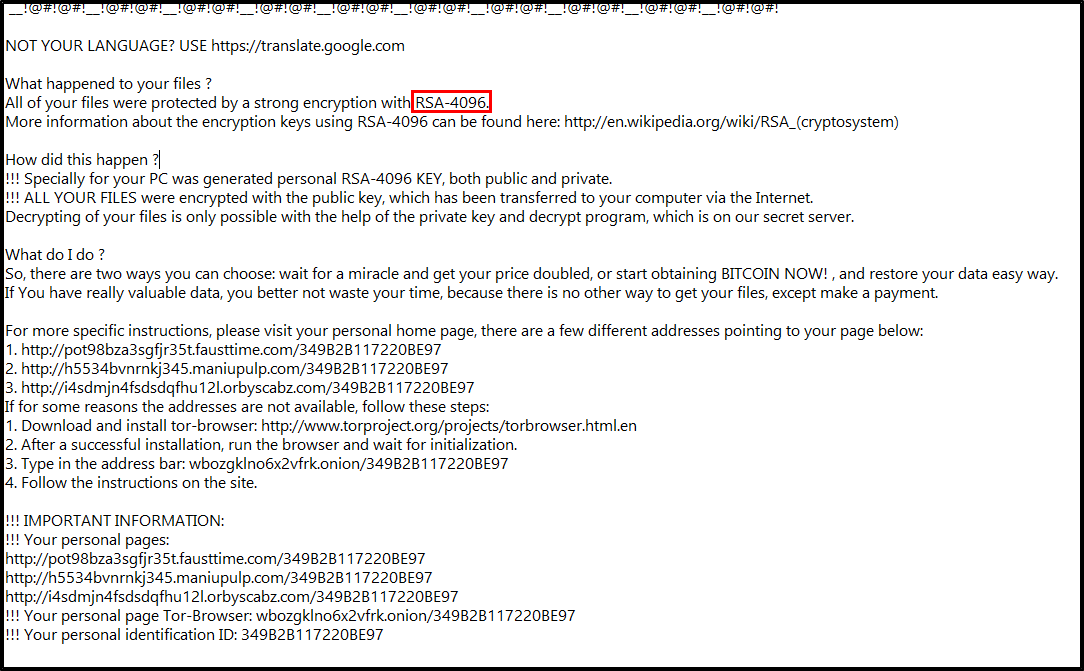 __!@#!@#!__!@#!@#!__!@#!@#!__!@#!@#!__!@#!@#!__!@#!@#!__!@#!@#!__!@#!@#!__!@#!@#!__!@#!@#!
NOT YOUR LANGUAGE? USE https://translate.google.com
What happened to your files ?
All of your files were protected by a strong encryption with RSA-4096.
More information about the encryption keys using RSA-4096 can be found here: http://en.wikipedia.org/wiki/RSA_(cryptosystem)
How did this happen ?
!!! Specially for your PC was generated personal RSA-4096 KEY, both public and private.
!!! ALL YOUR FILES were encrypted with the public key, which has been transferred to your computer via the Internet.
Decrypting of your files is only possible with the help of the private key and decrypt program, which is on our secret server.
What do I do ?
So, there are two ways you can choose: wait for a miracle and get your price doubled, or start obtaining BITCOIN NOW! , and restore your data easy way.
If You have really valuable data, you better not waste your time, because there is no other way to get your files, except make a payment.
For more specific instructions, please visit your personal home page, there are a few different addresses pointing to your page below:
1. http://pot98bza3sgfjr35t.fausttime.com/349B2B117220BE97
2. http://h5534bvnrnkj345.maniupulp.com/349B2B117220BE97
3. http://i4sdmjn4fsdsdqfhu12l.orbyscabz.com/349B2B117220BE97
If for some reasons the addresses are not available, follow these steps:
1. Download and install tor-browser: http://www.torproject.org/projects/torbrowser.html.en
2. After a successful installation, run the browser and wait for initialization.
3. Type in the address bar: wbozgklno6x2vfrk.onion/349B2B117220BE97
4. Follow the instructions on the site.
!!! IMPORTANT INFORMATION:
!!! Your personal pages:
http://pot98bza3sgfjr35t.fausttime.com/349B2B117220BE97
http://h5534bvnrnkj345.maniupulp.com/349B2B117220BE97
http://i4sdmjn4fsdsdqfhu12l.orbyscabz.com/349B2B117220BE97
!!! Your personal page Tor-Browser: wbozgklno6x2vfrk.onion/349B2B117220BE97
!!! Your personal identification ID: 349B2B117220BE97